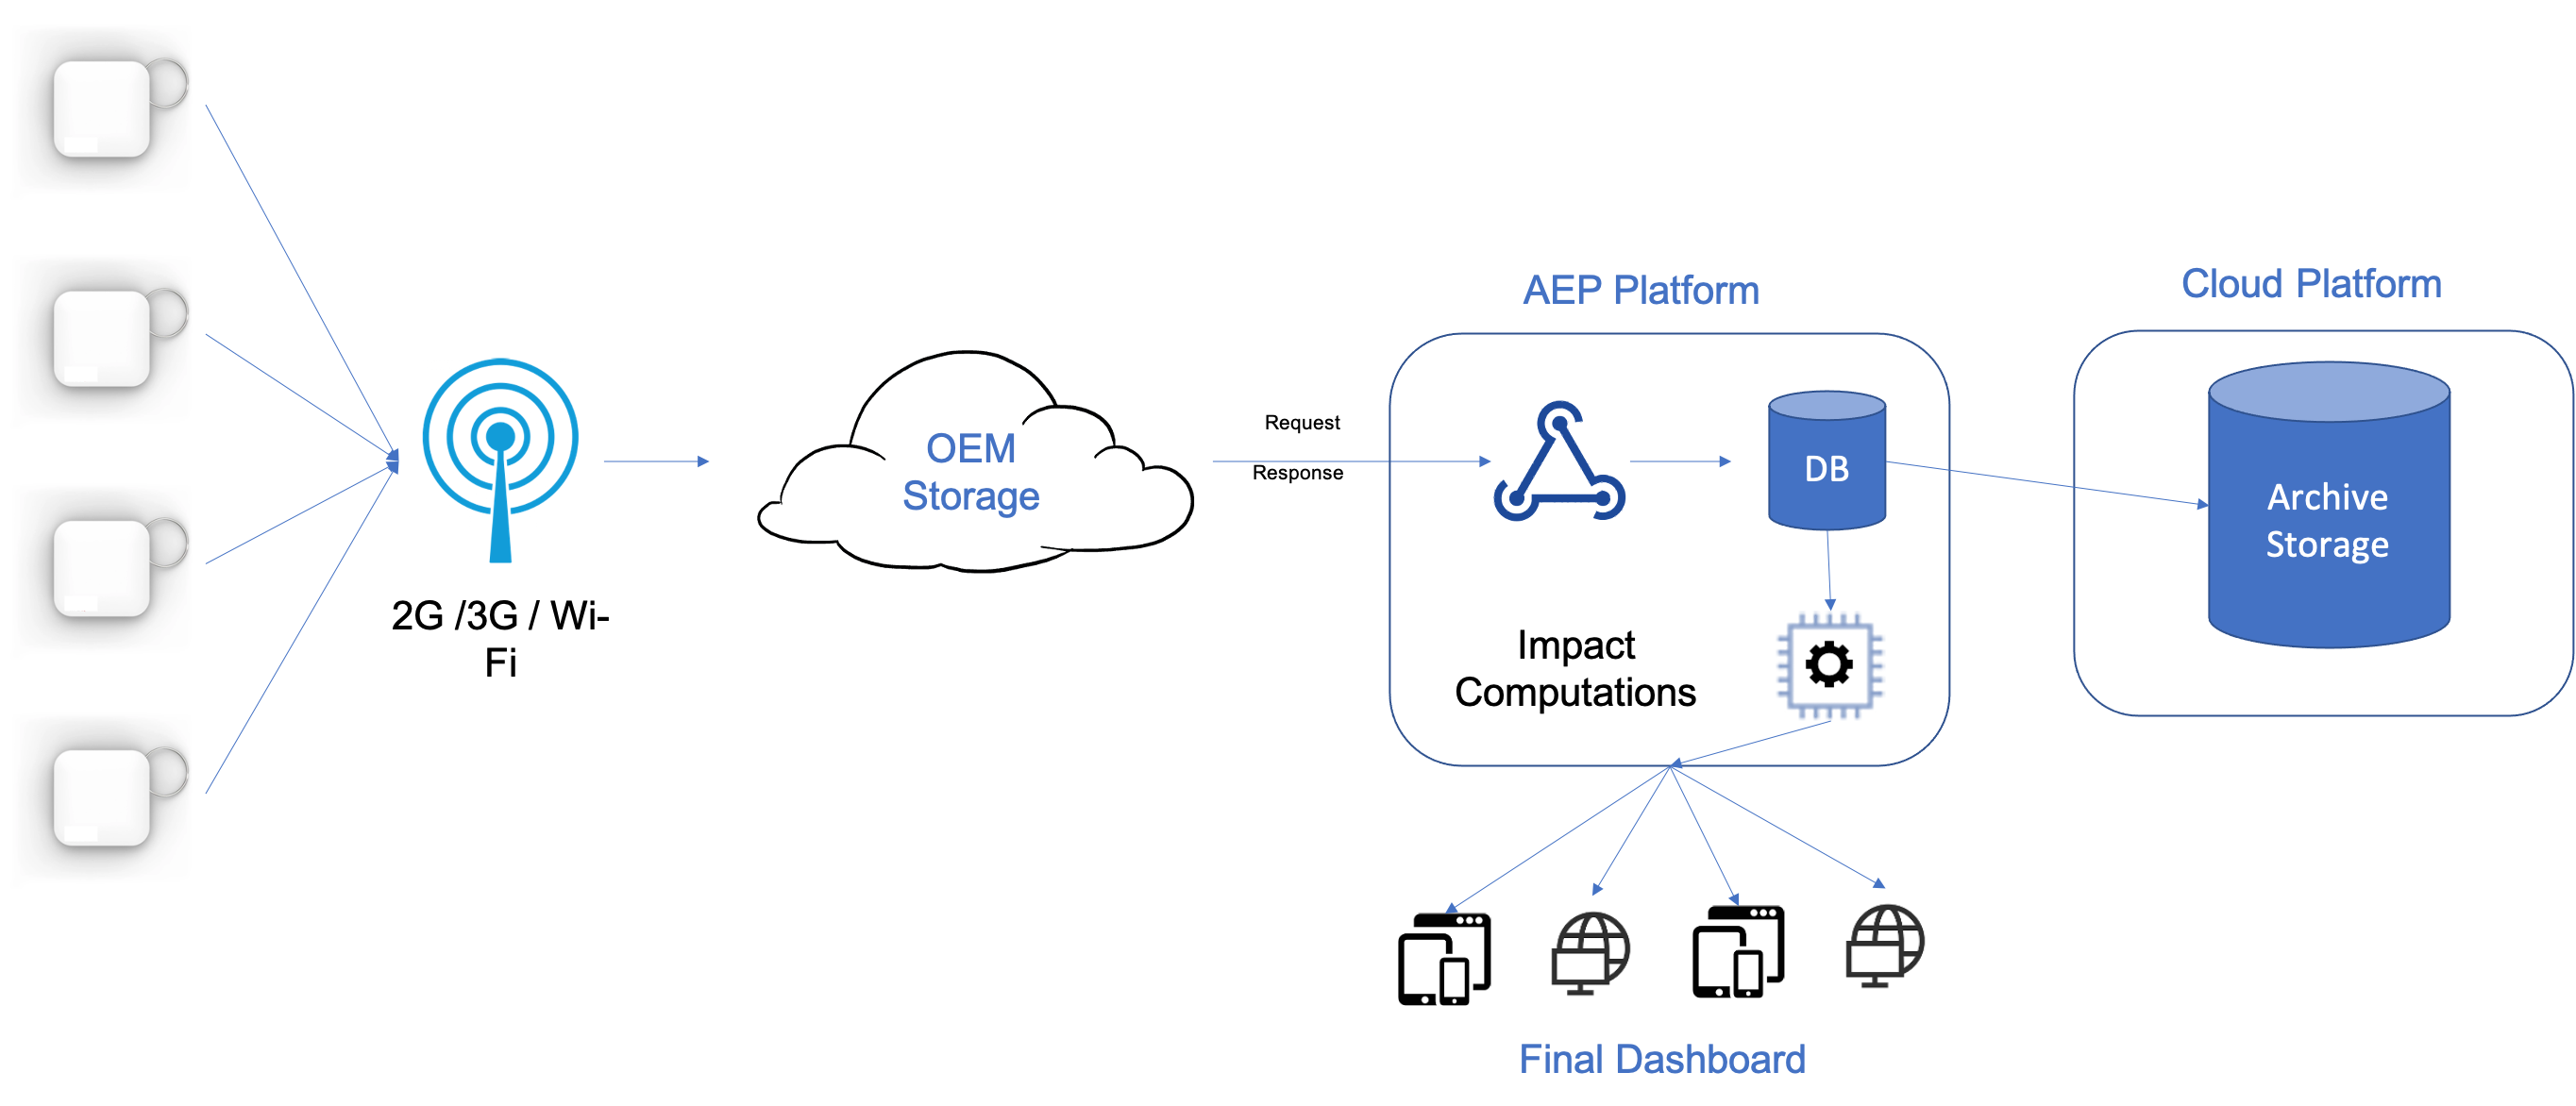 AEP Platform
Cloud Platform
OEM
Storage
Request
Response
DB
Archive
Storage
2G /3G / Wi-
Fi
Impact
Computations
Final Dashboard